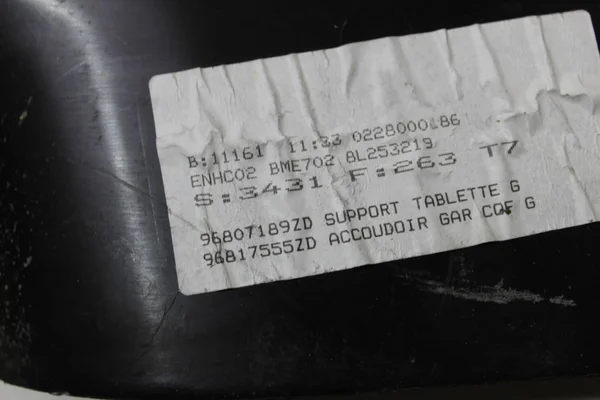 B:11161 11:33 0228000186
ENHC02 BME702 8L253219
S:3431 F:263 T7
96807189ZD SUPPORT TABLETTE G
96817555ZD ACCOUDOIR GAR COF G